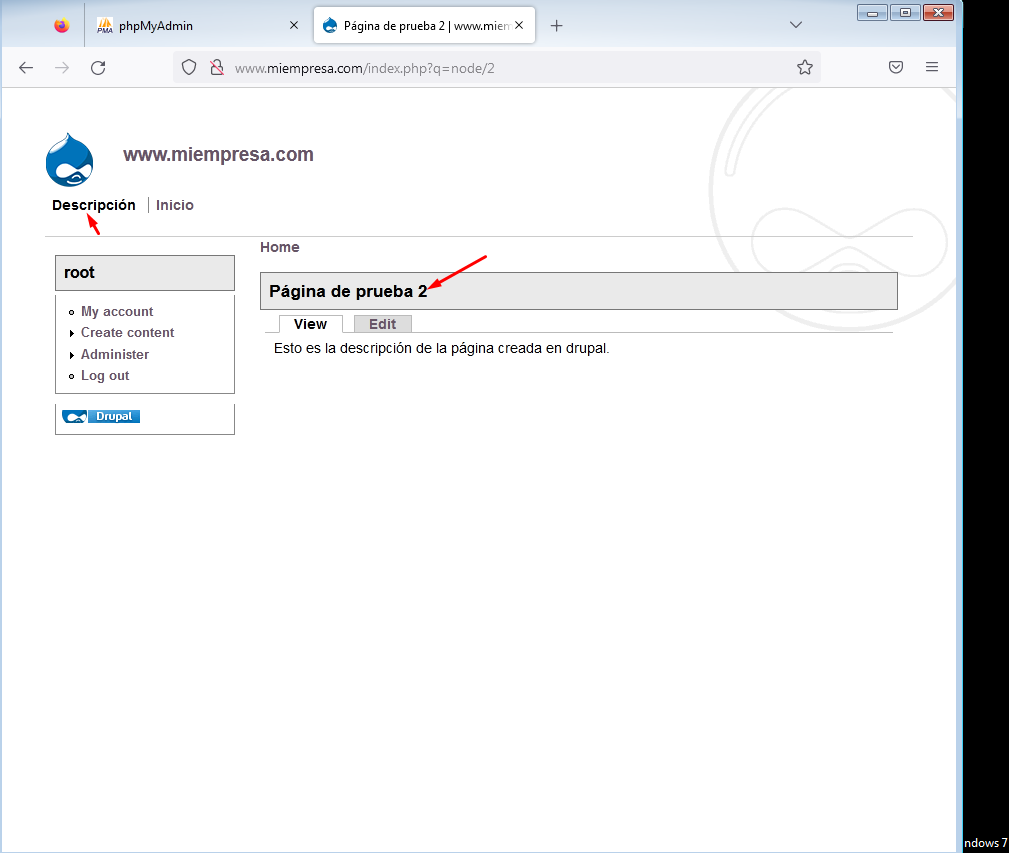 phpMyAdmin
Página de prueba 2 | www.mien
www.miempresa.com/index.php?q=node/2
www.miempresa.com
Descripción
Inicio
Home
root
Página de prueba 2
My account
Create content
Administer
Log out
View
Edit
Esto es la descripción de la página creada en drupal.
Drupal
ndows 7